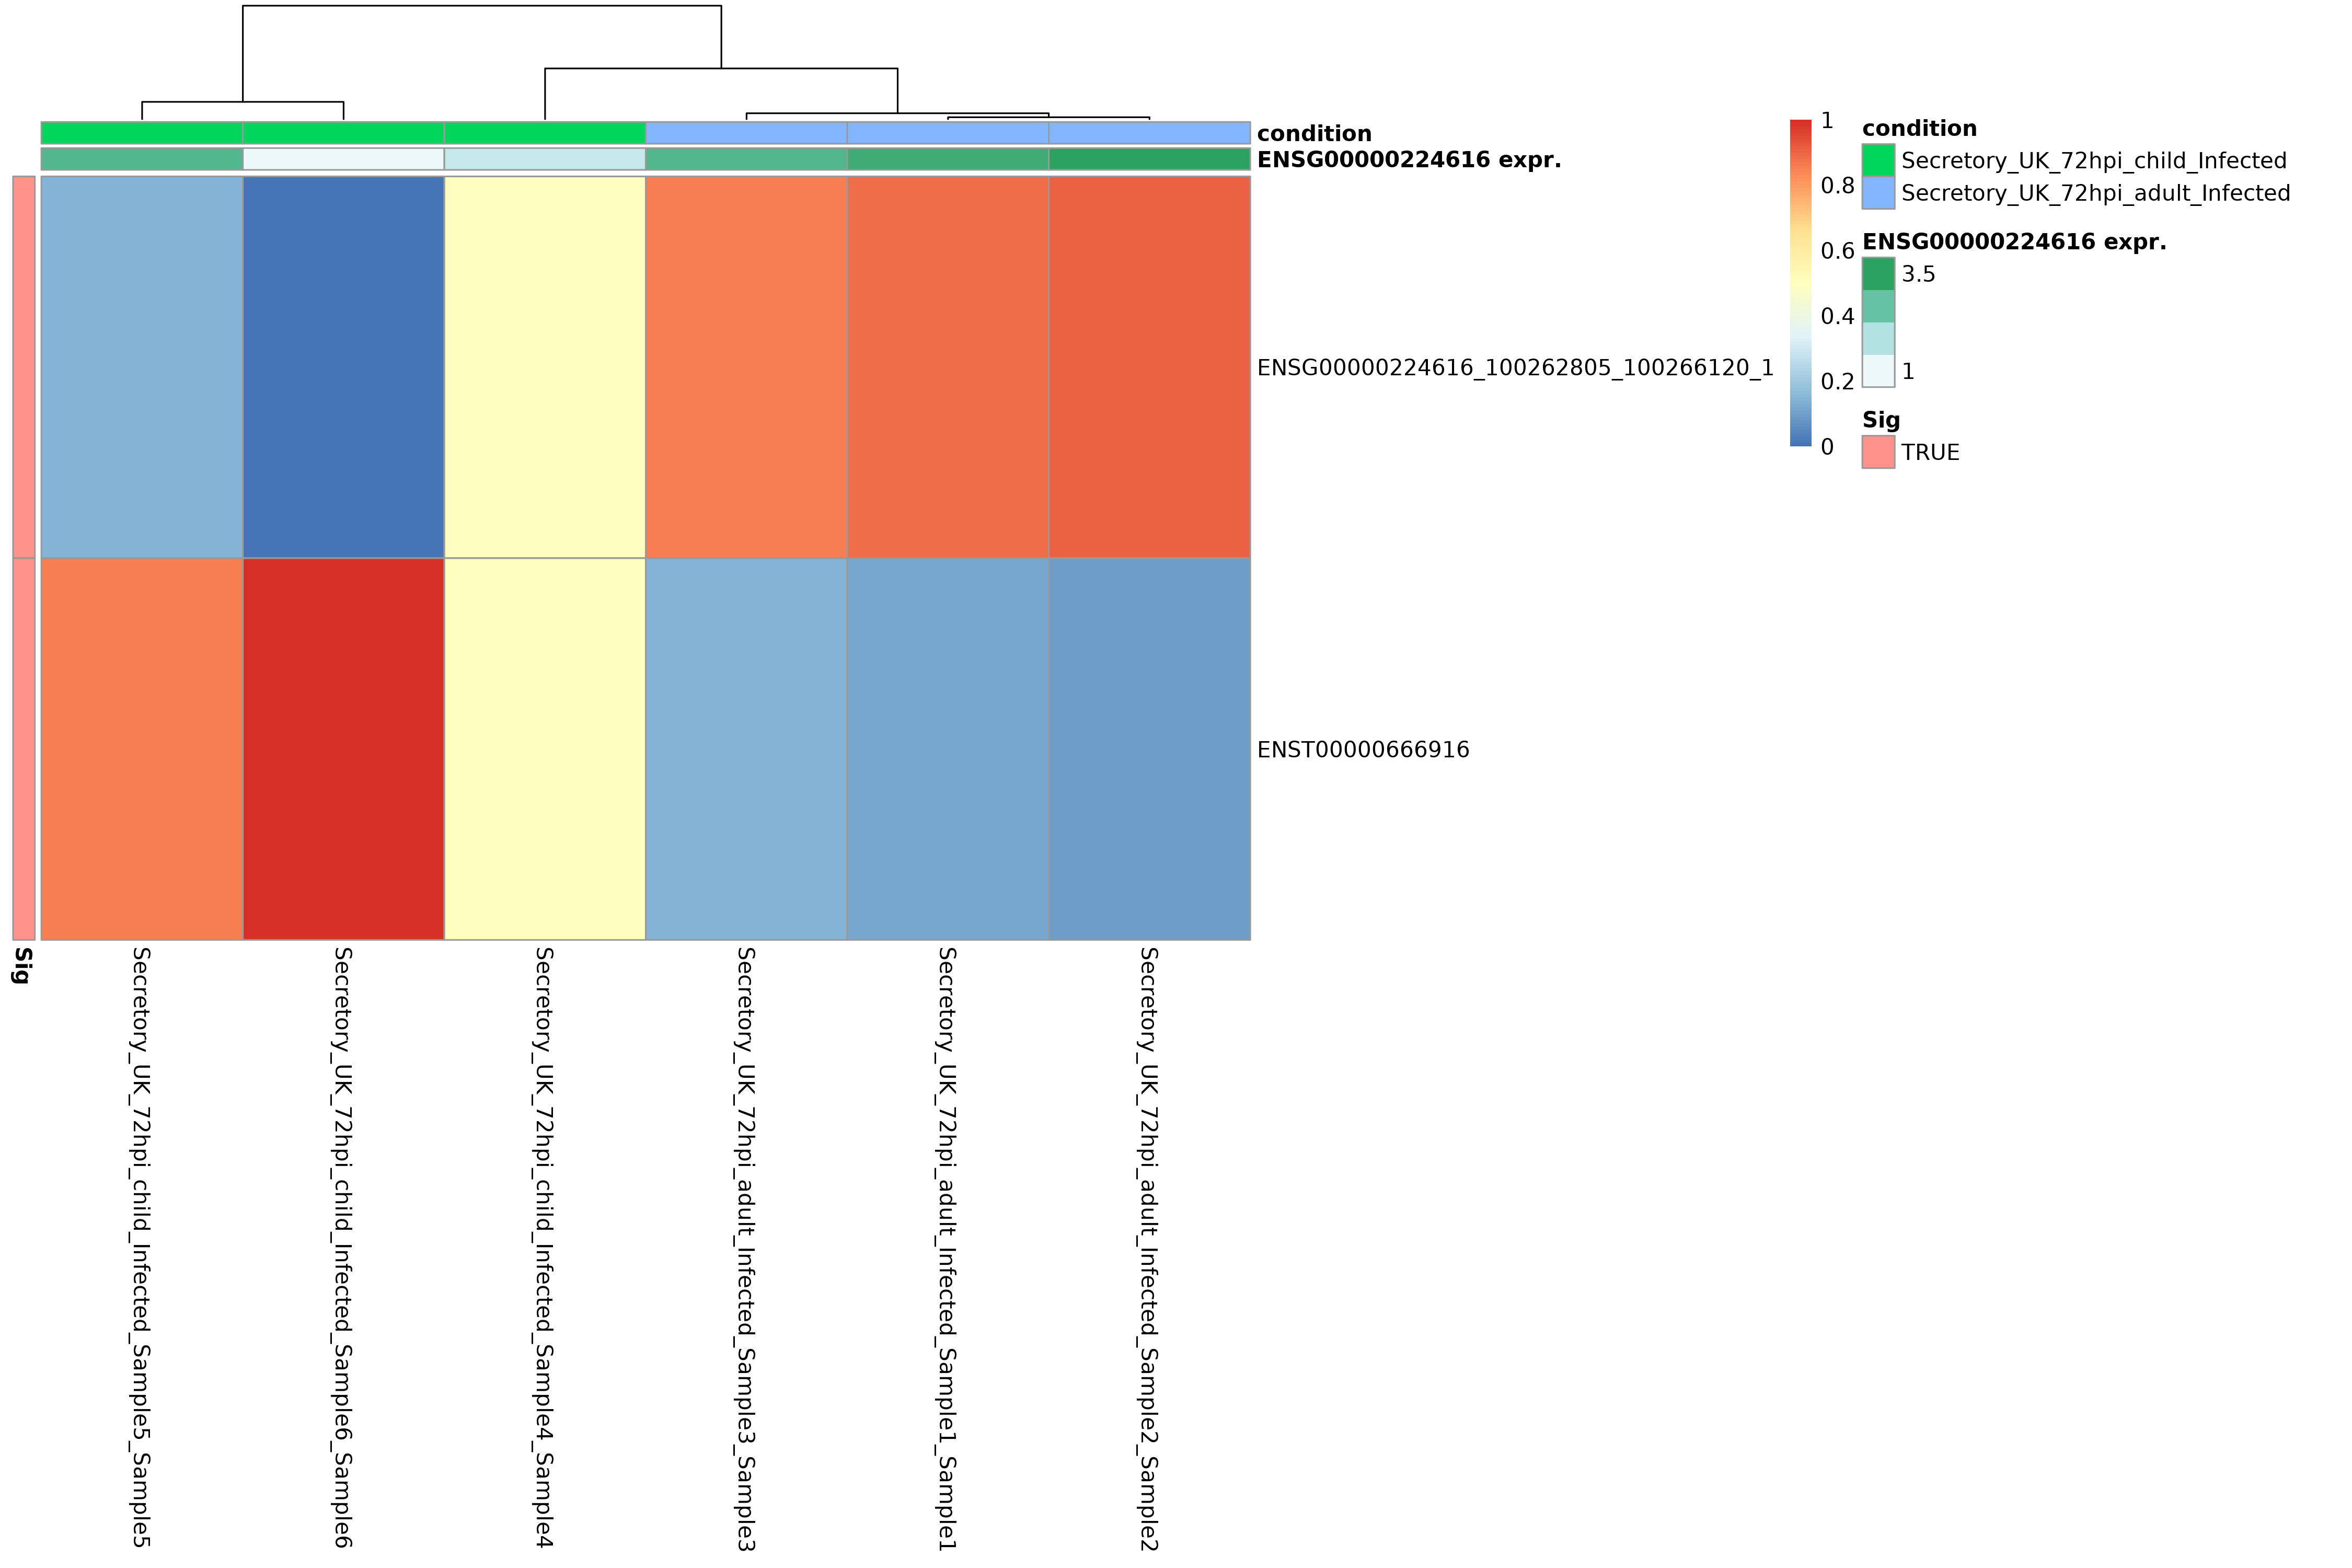 condition
ENSG00000224616 expr.
ENSG00000224616_100262805_100266120_1
ENST00000666916
1
0.8
0.6
0.4
0.2
0
condition
Secretory_UK_72hpi_child_Infected
Secretory_UK_72hpi_adult_Infected
ENSG00000224616 expr.
3.5
1
Sig
TRUE
Sig
Secretory_UK_72hpi_child_Infected_Sample5_Sample5
Secretory_UK_72hpi_child_Infected_Sample6_Sample6
Secretory_UK_72hpi_child_Infected_Sample4_Sample4
Secretory_UK_72hpi_adult_Infected_Sample3_Sample3
Secretory_UK_72hpi_adult_Infected_Sample1_Sample1
Secretory_UK_72hpi_adult_Infected_Sample2_Sample2